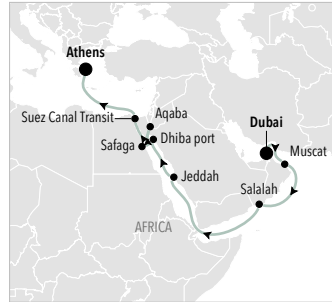 Athens
Suez Canal Transit
Aqaba
Dhiba port
Safaga
Dubai
Muscat
Jeddah
Salalah
AFRICA